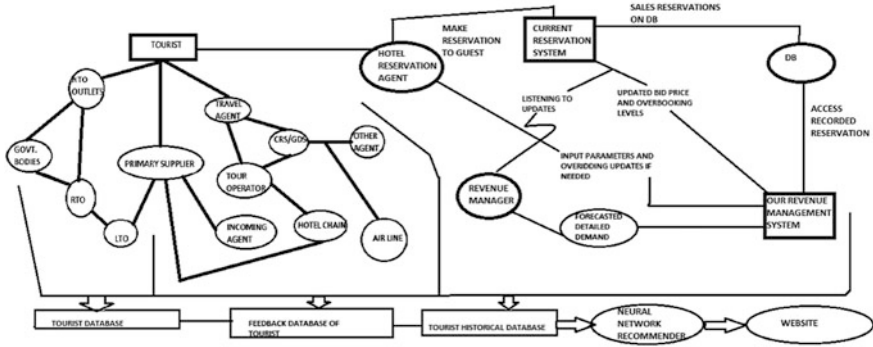 SALES RESERVATIONS
ON DB
MAKE
RESERVATION
TO GUEST
CURRENT
RESERVATION
SYSTEM
TOURIST
HOTEL
RESERVATION
AGENT
DB
RTO
OUTLETS
LISTENING TO
UPDATES
UPDATED BID PRICE
AND OVERBOOKING
LEVELS
ACCESS
RECORDED
RESERVATION
TRAVEL
AGENT
CRS/GDS
OTHER
AGENT
GOVT.
BODIES
PRIMARY SUPPLIER
TOUR
OPERATOR
INPUT PARAMETERS AND
OVERIDDING UPDATES IF
NEEDED
RTO
REVENUE
MANAGER
OUR REVENUE
MANAGEMENT
SYSTEM
LTO
INCOMING
AGENT
HOTEL CHAIN
AIR LINE
FORECASTED
DETAILED
DEMAND
TOURIST DATABASE
FEEDBACK DATABASE OF
TOURIST
TOURIST HISTORICAL DATABASE
NEURAL
NETWORK
RECOMMENDER
WEBSITE